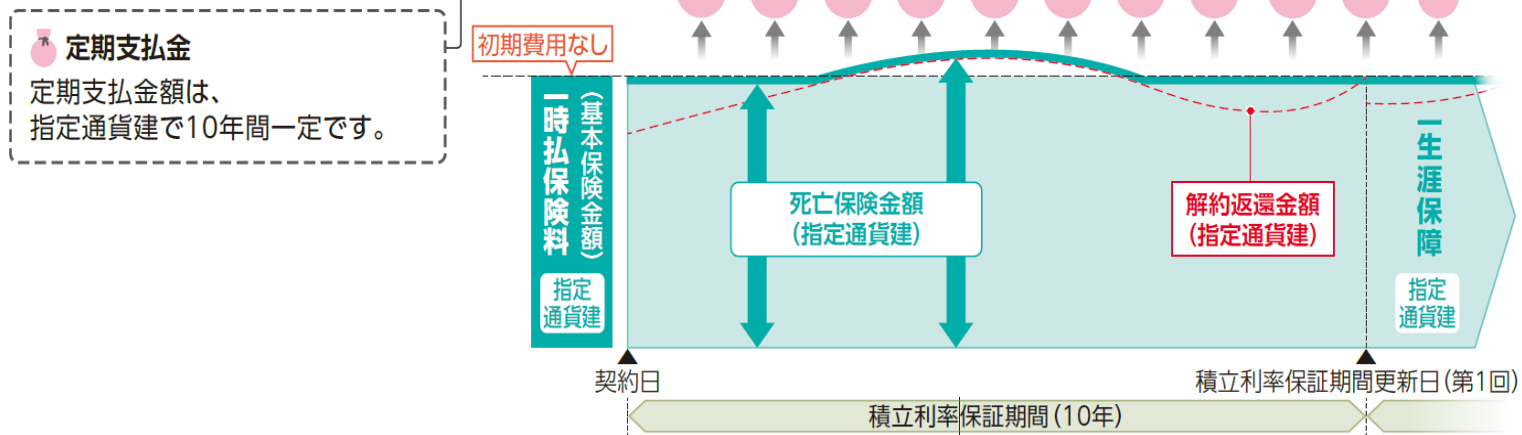 定期支払金
定期支払金額は、
指定通貨建で10年間一定です。
初期費用なし
一時払保険料
（基本保険金額）
指定
通貨建
死亡保険金額
（指定通貨建）
解約返還金額
（指定通貨建）
一生涯保障
指定
通貨建
契約日
積立利率保証期間更新日（第1回）
積立利率保証期間（10年）